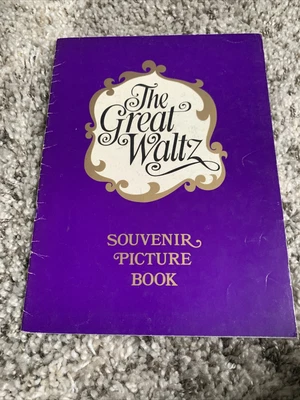 The
Great
Waltz
SOUVENIR
PICTURE
BOOK